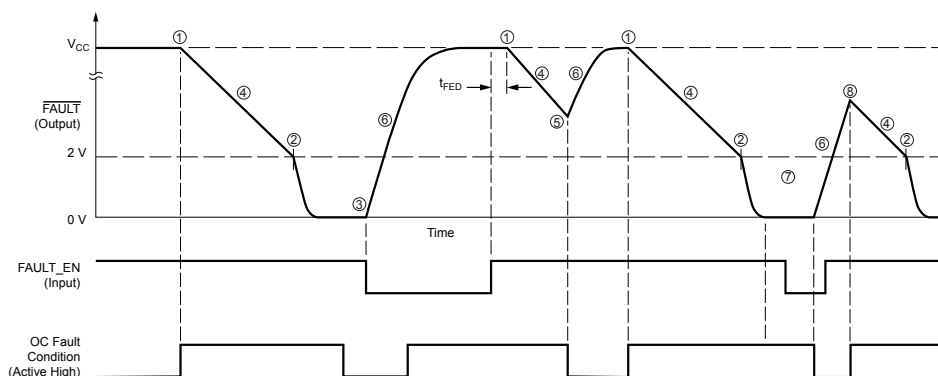 ① ① ①
V_CC
④ ④ ⑥ ④ ⑧
t_FED
FAULT
(Output)
⑥ ⑤ ④
② ② ⑥ ②
2 V
⑦
③
0 V
Time
FAULT_EN
(Input)
OC Fault
Condition
(Active High)